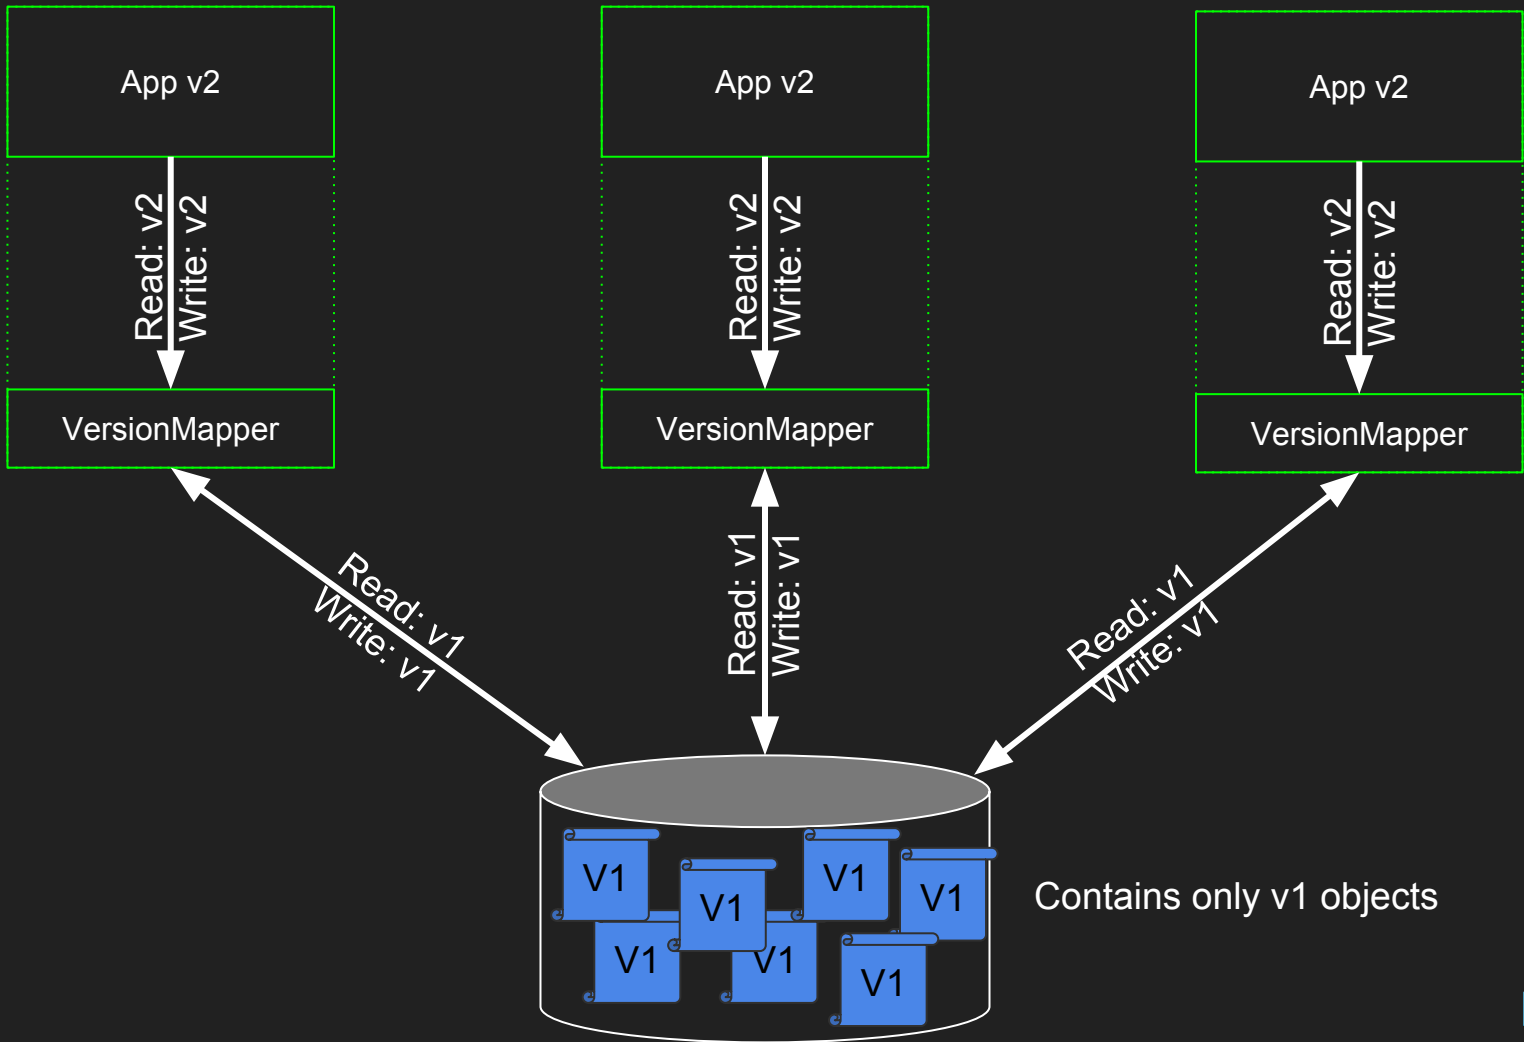 App v2
App v2
App v2
Read: v2
Write: v2
Read: v2
Write: v2
Read: v2
Write: v2
VersionMapper
VersionMapper
VersionMapper
Read: v1
Write: v1
Read: v1
Write: v1
Read: v1
Write: v1
V1
V1
V1
V1
V1
V1
V1
Contains only v1 objects